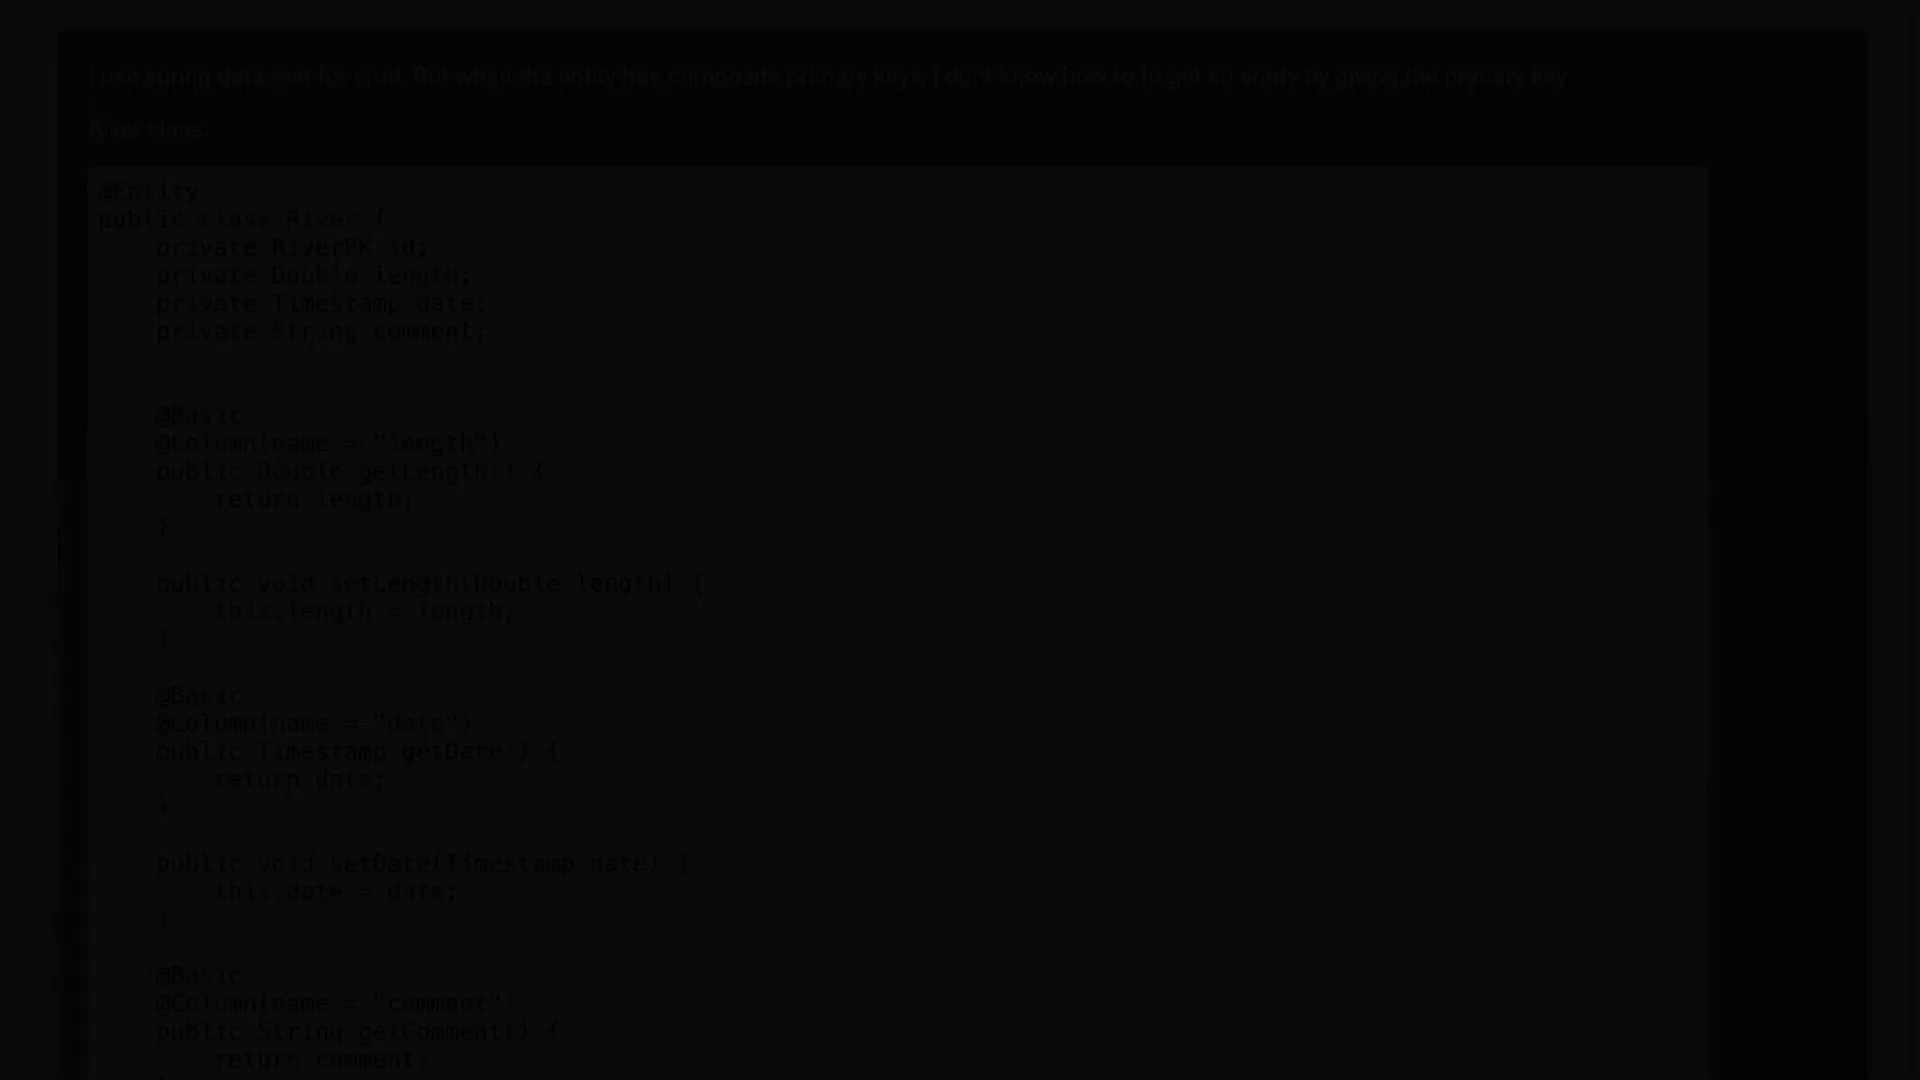 I use spring data rest for crud. But when the entity has composite primary keys, I dont know how to to get an entity by giving the primary key
River class:
@Entity
public class River {
    private RiverPK id;
    private Double length;
    private Timestamp date;
    private String comment;
    @Basic
    @Column(name = "length")
    public Double getLength() {
        return length;
    }
    public void setLength(Double length) {
        this.length = length;
    }
    @Basic
    @Column(name = "date")
    public Timestamp getDate() {
        return date;
    }
    public void setDate(Timestamp date) {
        this.date = date;
    }
    @Basic
    @Column(name = "comment")
    public String getComment() {
        return comment;